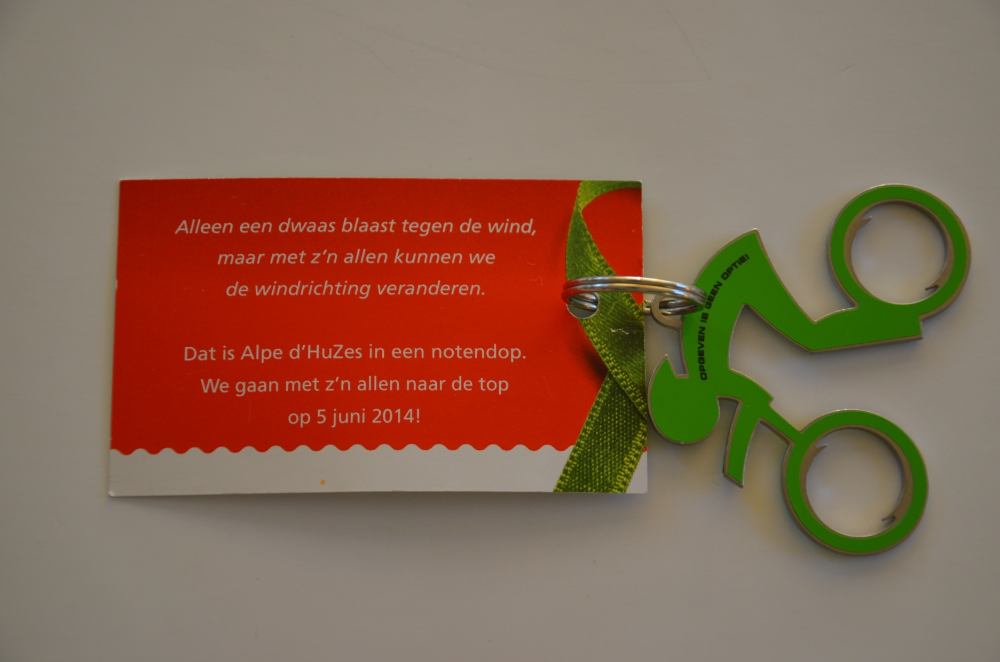 Alleen een dwaas blaast tegen de wind,
maar met z'n allen kunnen we
de windrichting veranderen.
Dat is Alpe d'HuZes in een notendop.
We gaan met z'n allen naar de top
op 5 juni 2014!
OPGEVEN IS GEEN OPTIE!